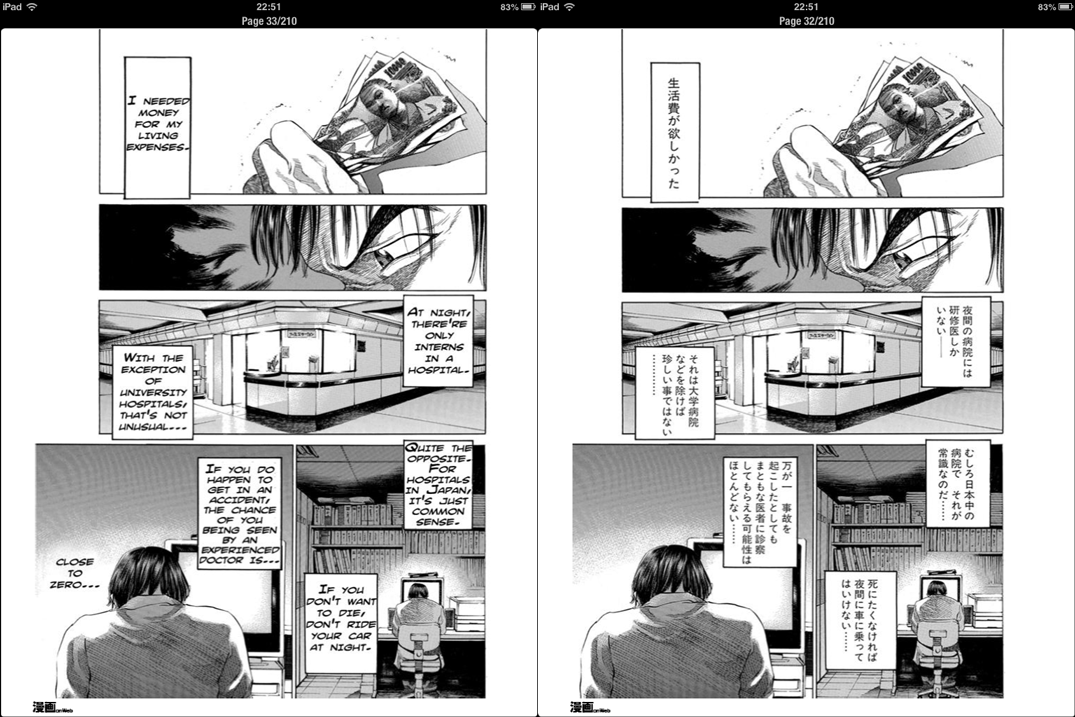 iPad
22:51
83%
Page 33/210
I NEEDED
MONEY
FOR MY
LIVING
EXPENSES.
AT NIGHT,
THERE'RE
ONLY
INTERNS
IN A
HOSPITAL.
WITH THE
EXCEPTION
OF
UNIVERSITY
HOSPITALS,
THAT'S NOT
UNUSUAL...
QUITE THE
OPPOSITE.
FOR
HOSPITALS
IN JAPAN,
IT'S JUST
COMMON
SENSE.
IF YOU
DON'T WANT
TO DIE,
DON'T RIDE
YOUR CAR
AT NIGHT.
IF YOU DO
HAPPEN TO
GET IN AN
ACCIDENT,
THE CHANCE
OF YOU
BEING SEEN
BY AN
EXPERIENCED
DOCTOR IS...
CLOSE
TO
ZERO...
漫画onWeb
iPad
22:51
83%
Page 32/210
生活費が欲しかった
夜間の病院には
研修医しか
いない――
それは大学病院
などを除けば
珍しい事ではない
…………
むしろ日本中の
病院で それが
常識なのだ……
死にたくなければ
夜間に車に乗って
はいけない……
万が一 事故を
起こしたとしても
まともな医者に診察
してもらえる可能性は
ほとんどない……
漫画onWeb